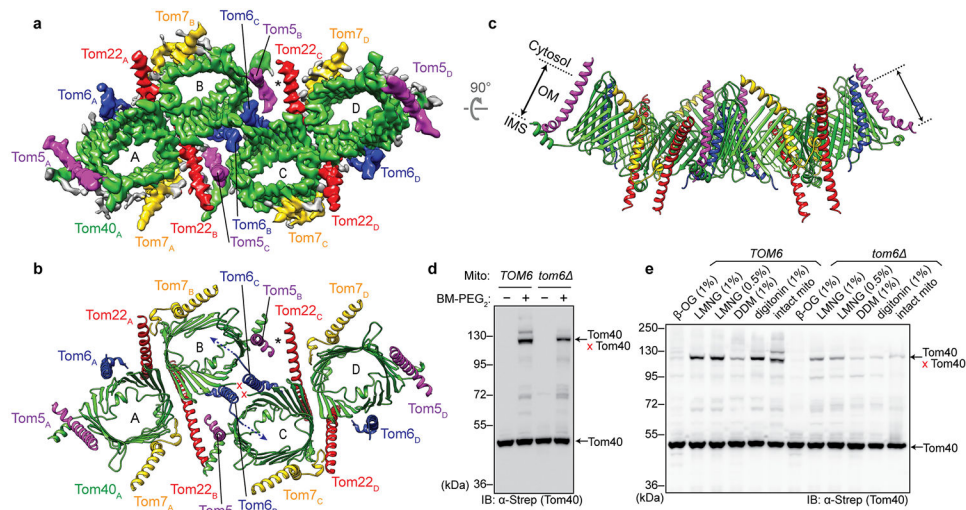 a
Tom7B
Tom6C
Tom5B
Tom22A
Tom22C
Tom7D
Tom5D
Tom6A
*
B
D
A
C
Tom5A
Tom6D
Tom40A
Tom7A
Tom22B
Tom6B
Tom5C
Tom7C
Tom22D
90°
c
Cytosol
OM
IMS
b
Tom7B
Tom6C
Tom5B
Tom22A
Tom22C
Tom7D
Tom6A
*
B
D
x
x
A
C
Tom5A
Tom5D
Tom6D
Tom40A
Tom7A
Tom22B
Tom7C
Tom22D
d
Mito: TOM6 tom6Δ
BM-PEG2: – + – +
130
95
72
55
36
(kDa)
Tom40
x Tom40
Tom40
IB: α-Strep (Tom40)
e
TOM6 tom6Δ
β-OG (1%)
LMNG (1%)
LMNG (0.5%)
DDM (1%)
digitonin (1%)
intact mito
β-OG (1%)
LMNG (1%)
LMNG (0.5%)
DDM (1%)
digitonin (1%)
intact mito
250
130
95
72
55
36
(kDa)
Tom40
x Tom40
Tom40
IB: α-Strep (Tom40)